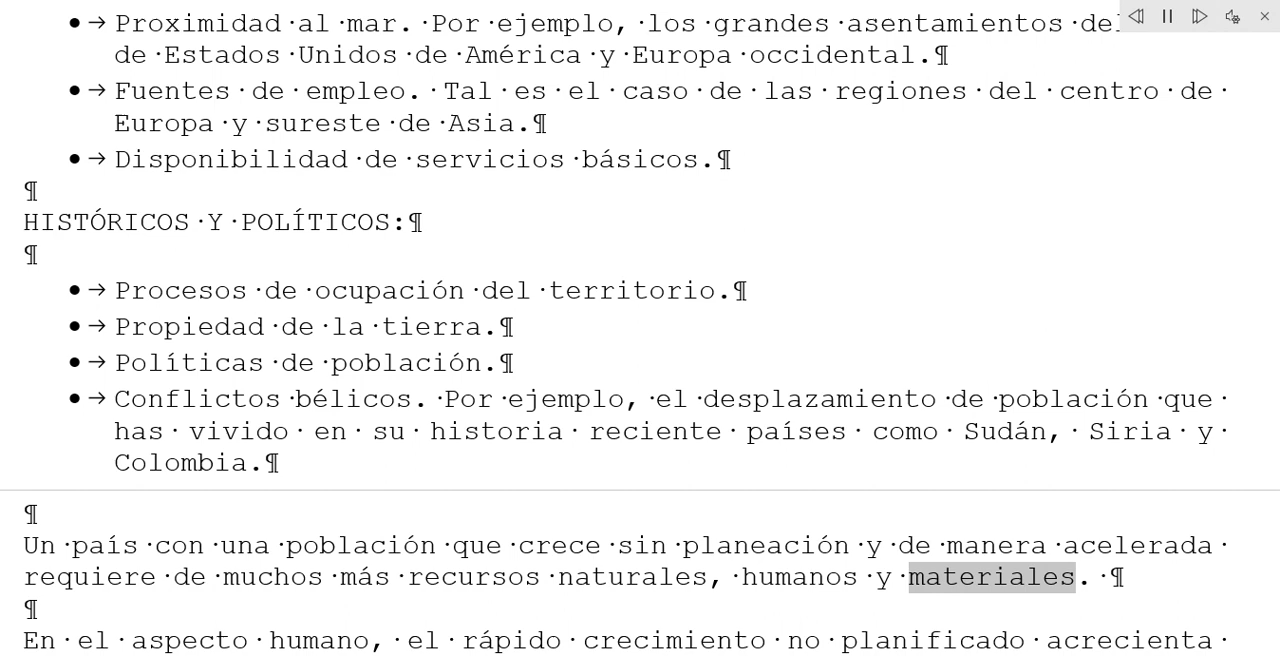 • → Proximidad al mar. Por ejemplo, los grandes asentamientos del
de Estados Unidos de América y Europa occidental.¶
• → Fuentes de empleo. Tal es el caso de las regiones del centro de
Europa y sureste de Asia.¶
• → Disponibilidad de servicios básicos.¶
¶
HISTÓRICOS Y POLÍTICOS:¶
¶
• → Procesos de ocupación del territorio.¶
• → Propiedad de la tierra.¶
• → Políticas de población.¶
• → Conflictos bélicos. Por ejemplo, el desplazamiento de población que
has vivido en su historia reciente países como Sudán, Siria y
Colombia.¶
¶
Un país con una población que crece sin planeación y de manera acelerada
requiere de muchos más recursos naturales, humanos y materiales. ¶
¶
En el aspecto humano, el rápido crecimiento no planificado acrecienta